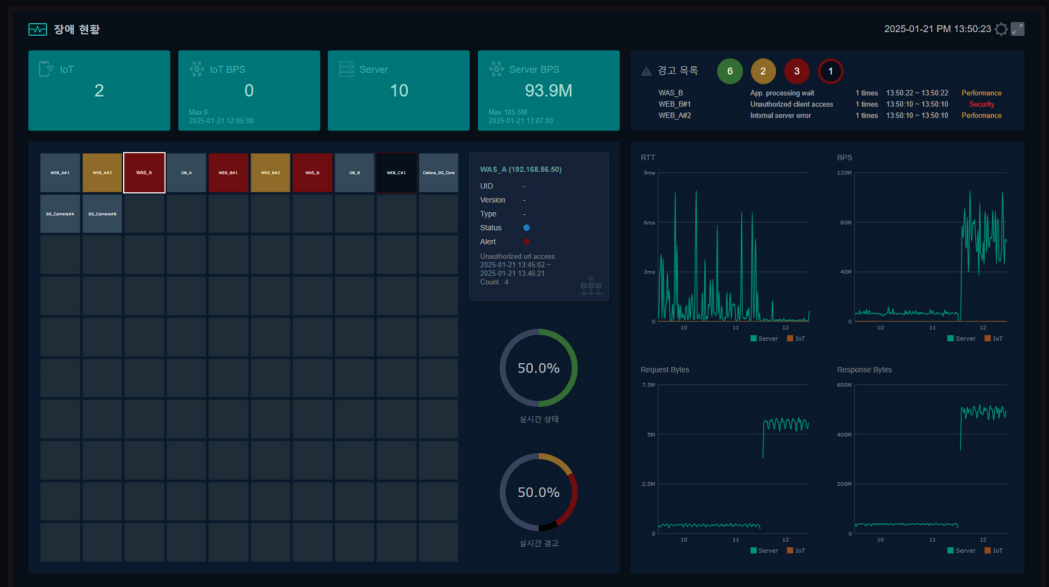 장애 현황
2025-01-21 PM 13:50:23
IoT
2
IoT BPS
0
Max 0
2025-01-21 12:05:00
Server
10
Server BPS
93.9M
Max 105.5M
2025-01-21 13:07:00
경고 목록
6
2
3
1
WAS_B App. processing wait 1 times 13:50:22 ~ 13:50:22 Performance
WEB_B#1 Unauthorized client access 1 times 13:50:10 ~ 13:50:10 Security
WEB_A#2 Internal server error 1 times 13:50:10 ~ 13:50:10 Performance
WEB_A#1
WEB_A#2
WAS_A
DB_A
WEB_B#1
WEB_B#2
WAS_B
DB_B
WEB_C#1
5G_Camera#A
5G_Camera#B
WAS_A (192.168.56.50)
UID -
Version -
Type -
Status
Alert
Unauthorized url access
2025-01-21 13:45:02 ~
2025-01-21 13:46:21
Count : 4
50.0%
실시간 상태
50.0%
실시간 경고
RTT
9ms
6ms
3ms
0
10 11 12
Server IoT
BPS
120M
80M
40M
0
10 11 12
Server IoT
Request Bytes
7.5M
5M
2.5M
0
10 11 12
Server IoT
Response Bytes
600M
400M
200M
0
10 11 12
Server IoT